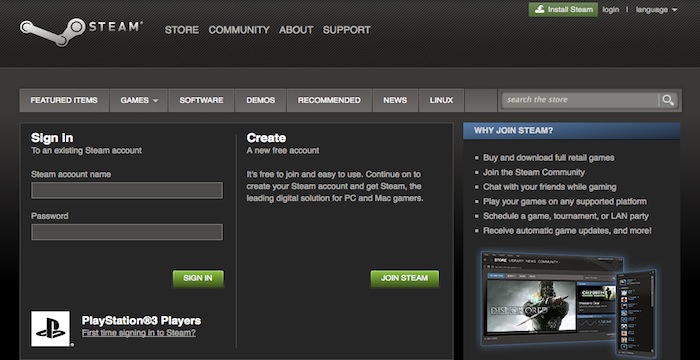 STEAM®
STORE COMMUNITY ABOUT SUPPORT
Install Steam login | language
FEATURED ITEMS GAMES SOFTWARE DEMOS RECOMMENDED NEWS LINUX
search the store
Sign in
To an existing Steam account
Steam account name
Password
SIGN IN
PlayStation®3 Players
First time signing in to Steam?
Create
A new free account
It's free to join and easy to use. Continue on to
create your Steam account and get Steam, the
leading digital solution for PC and Mac gamers.
JOIN STEAM
WHY JOIN STEAM?
Buy and download full retail games
Join the Steam Community
Chat with your friends while gaming
Play your games on any supported platform
Schedule a game, tournament, or LAN party
Receive automatic game updates, and more!
STORE LIBRARY NEWS COMMUNITY